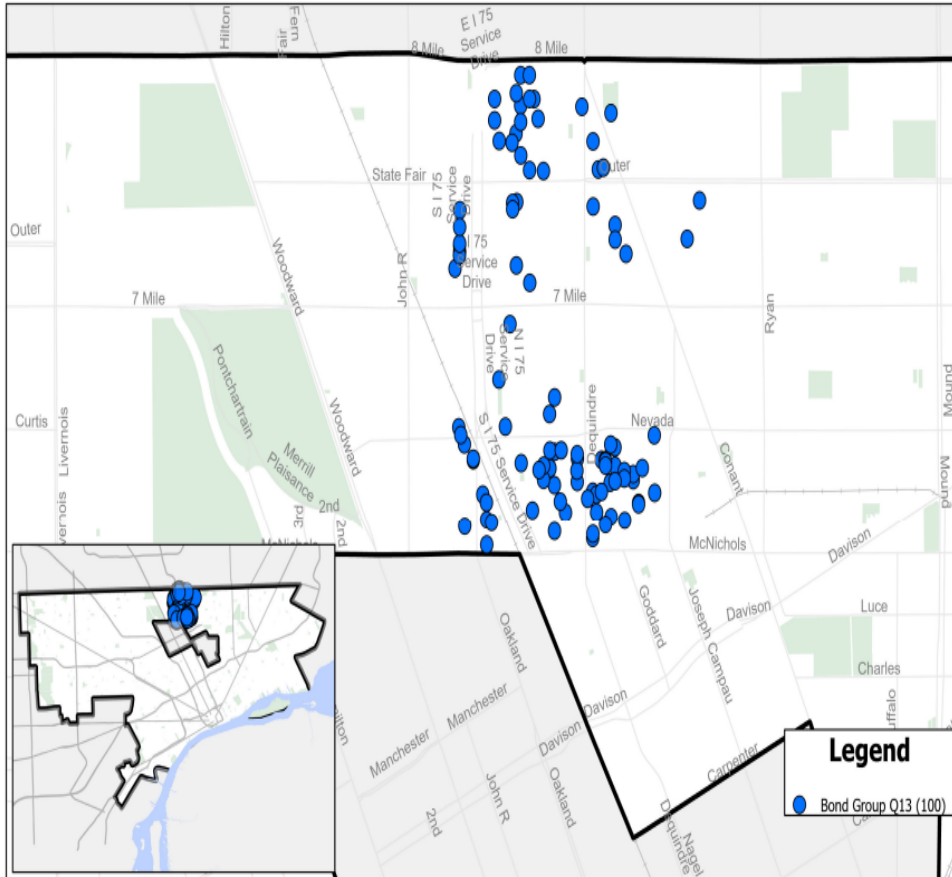 Hilton
Fern
Fair
E I 75
Service
Drive
8 Mile
8 Mile
State Fair
S I 75
Service
Drive
Outer
Outer
I 75
Service
Drive
Woodward
John R
7 Mile
7 Mile
Ryan
N I 75
Service
Drive
Pontchartrain
Curtis
Livernois
Woodward
Merrill
Plaisance
S I 75 Service Drive
Dequindre
Nevada
Conant
Mound
Mound
2nd
3rd
2nd
McNichols
Davison
Oakland
Goddard
Joseph Campau
Davison
Luce
Charles
Manchester
Manchester
Davison
Davison
Carpenter
John R
Oakland
2nd
Dequindre
Nagel
Legend
Bond Group Q13 (100)